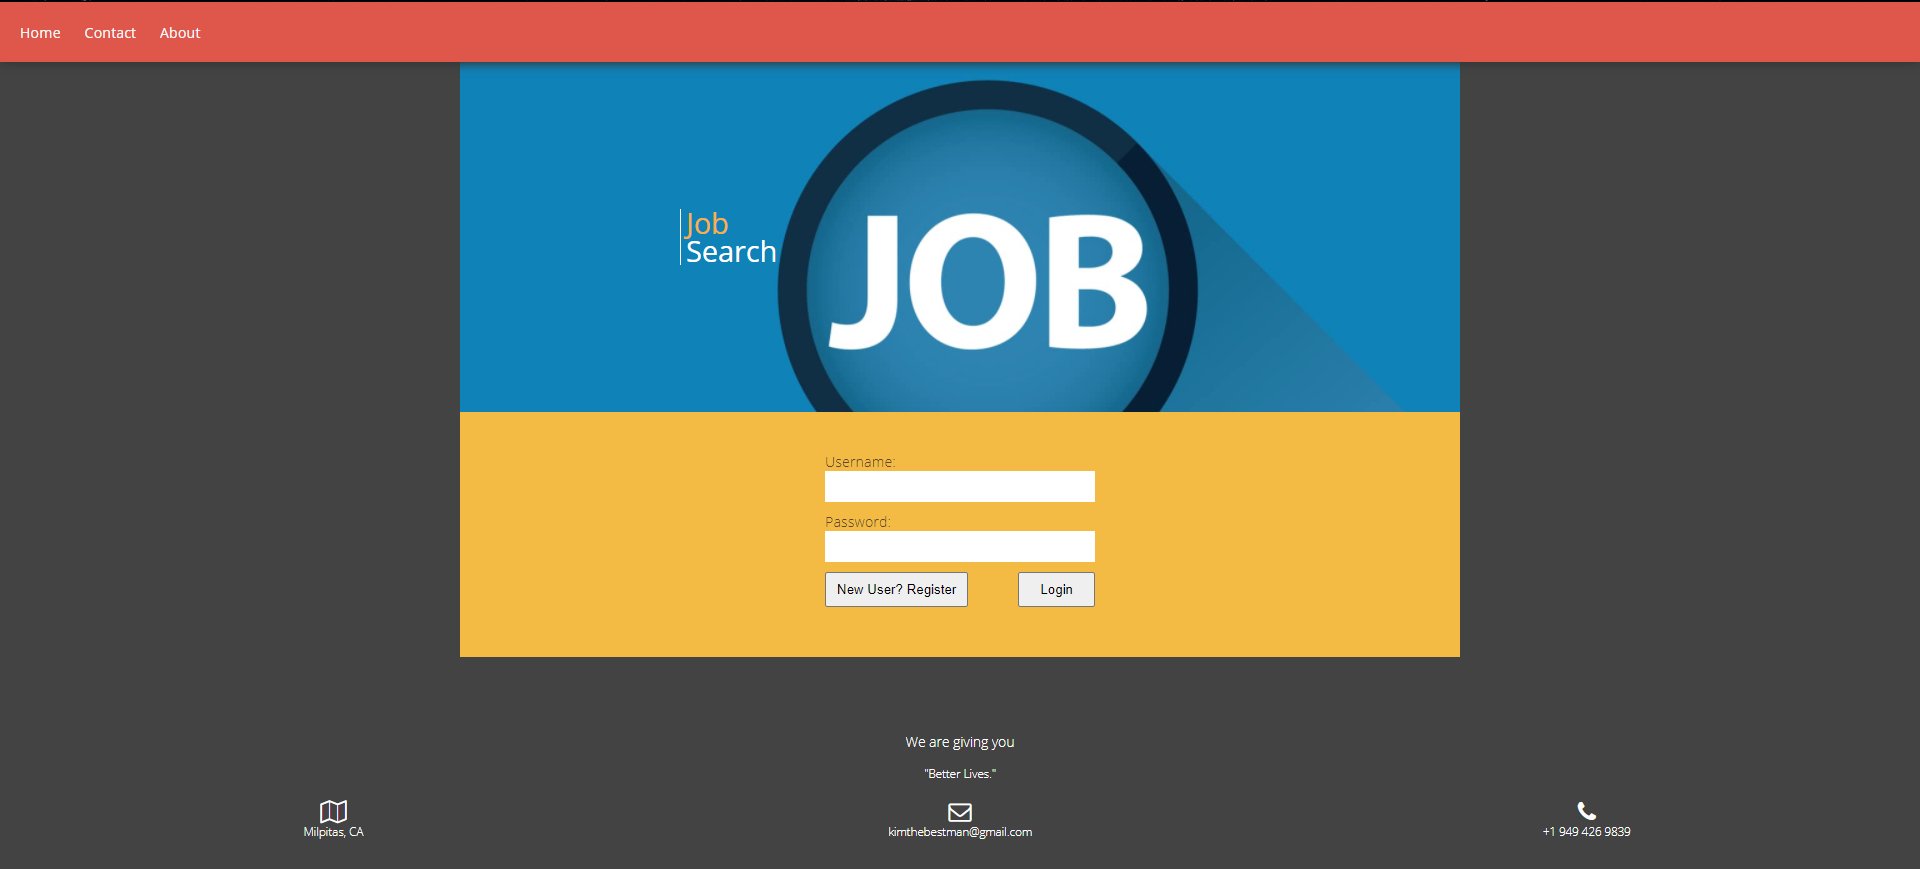 Home Contact About
Job
Search
JOB
Username:
Password:
New User? Register Login
We are giving you
"Better Lives."
Milpitas, CA kimthebestman@gmail.com +1 949 426 9839